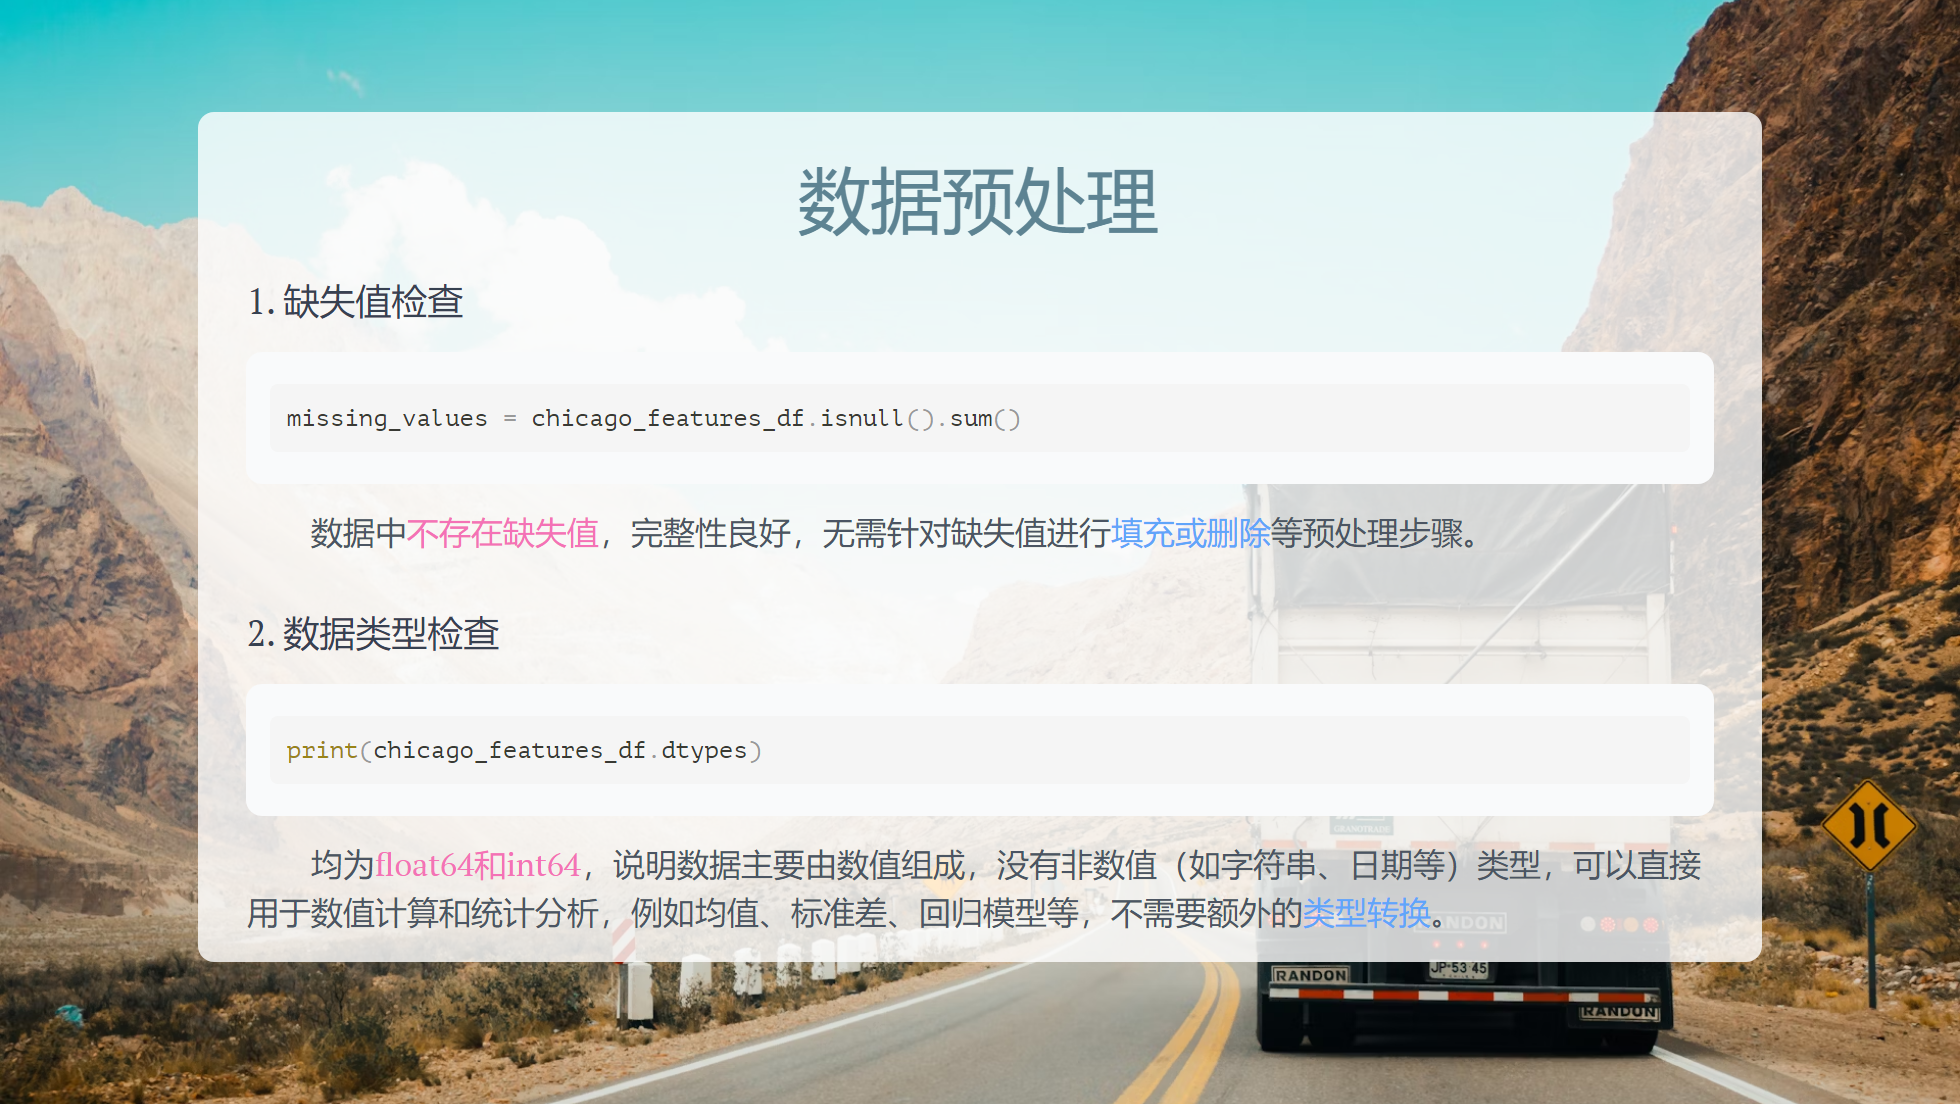 数据预处理
1. 缺失值检查
missing_values = chicago_features_df.isnull().sum()
数据中不存在缺失值，完整性良好，无需针对缺失值进行填充或删除等预处理步骤。
2. 数据类型检查
print(chicago_features_df.dtypes)
GRANOTRADE
均为float64和int64，说明数据主要由数值组成，没有非数值（如字符串、日期等）类型，可以直接
用于数值计算和统计分析，例如均值、标准差、回归模型等，不需要额外的类型转换。
RANDON
JP-53 45
RANDON
RANDON